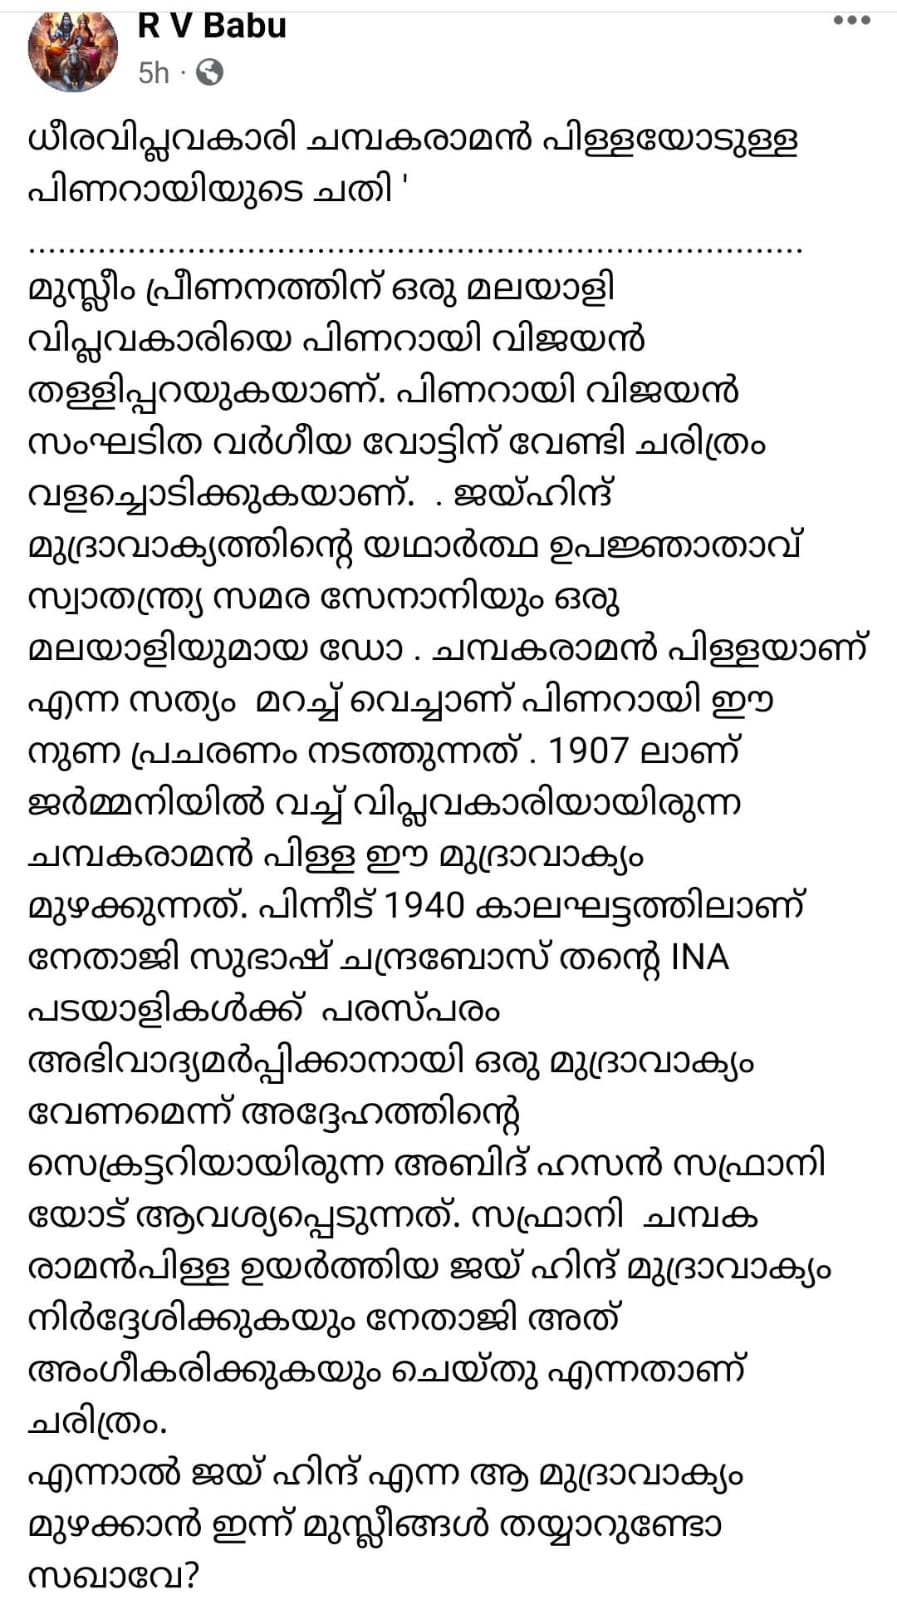 R V Babu
5h ·
ധീരവിപ്ലവകാരി ചമ്പകരാമൻ പിള്ളയോടുള്ള
പിണറായിയുടെ ചതി '
..............................................................................
മുസ്ലീം പ്രീണനത്തിന് ഒരു മലയാളി
വിപ്ലവകാരിയെ പിണറായി വിജയൻ
തള്ളിപ്പറയുകയാണ്. പിണറായി വിജയൻ
സംഘടിത വർഗീയ വോട്ടിന് വേണ്ടി ചരിത്രം
വളച്ചൊടിക്കുകയാണ്.  . ജയ്ഹിന്ദ്
മുദ്രാവാക്യത്തിന്റെ യഥാർത്ഥ ഉപജ്ഞാതാവ്
സ്വാതന്ത്ര്യ സമര സേനാനിയും ഒരു
മലയാളിയുമായ ഡോ . ചമ്പകരാമൻ പിള്ളയാണ്
എന്ന സത്യം  മറച്ച് വെച്ചാണ് പിണറായി ഈ
നുണ പ്രചരണം നടത്തുന്നത് . 1907 ലാണ്
ജർമ്മനിയിൽ വച്ച് വിപ്ലവകാരിയായിരുന്ന
ചമ്പകരാമൻ പിള്ള ഈ മുദ്രാവാക്യം
മുഴക്കുന്നത്. പിന്നീട് 1940 കാലഘട്ടത്തിലാണ്
നേതാജി സുഭാഷ് ചന്ദ്രബോസ് തന്റെ INA
പടയാളികൾക്ക്  പരസ്പരം
അഭിവാദ്യമർപ്പിക്കാനായി ഒരു മുദ്രാവാക്യം
വേണമെന്ന് അദ്ദേഹത്തിന്റെ
സെക്രട്ടറിയായിരുന്ന അബിദ് ഹസൻ സഫ്രാനി
യോട് ആവശ്യപ്പെടുന്നത്. സഫ്രാനി  ചമ്പക
രാമൻപിള്ള ഉയർത്തിയ ജയ് ഹിന്ദ് മുദ്രാവാക്യം
നിർദ്ദേശിക്കുകയും നേതാജി അത്
അംഗീകരിക്കുകയും ചെയ്തു എന്നതാണ്
ചരിത്രം.
എന്നാൽ ജയ് ഹിന്ദ് എന്ന ആ മുദ്രാവാക്യം
മുഴക്കാൻ ഇന്ന് മുസ്ലീങ്ങൾ തയ്യാറുണ്ടോ
സഖാവേ?